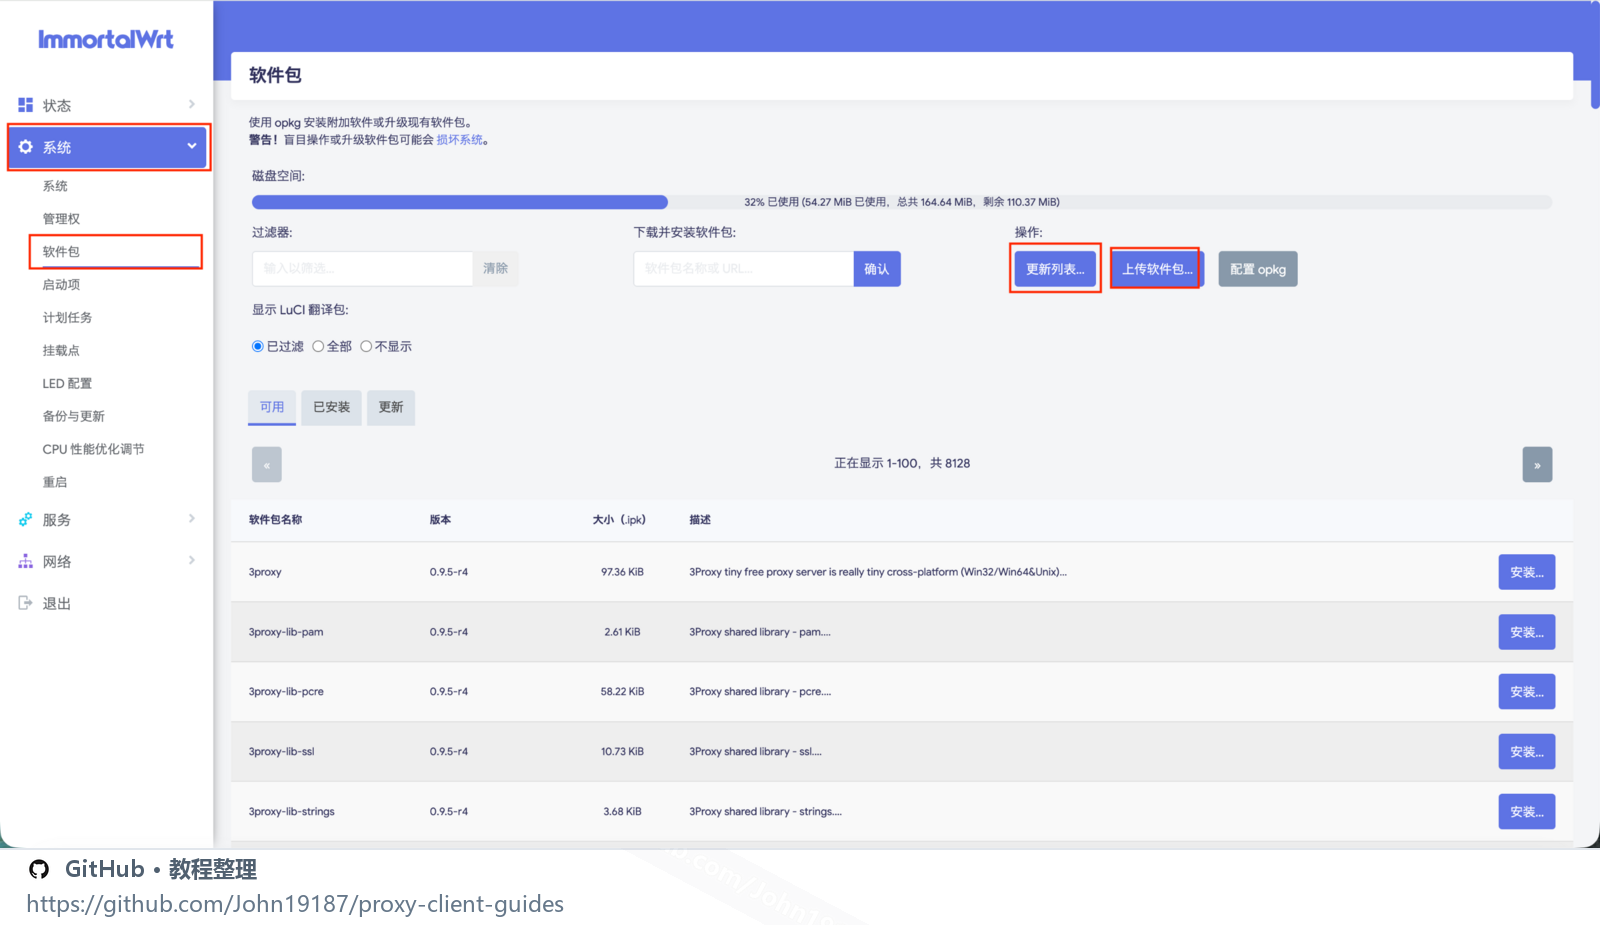 ImmortalWrt
状态
系统
系统
管理权
软件包
启动项
计划任务
挂载点
LED 配置
备份与更新
CPU 性能优化调节
重启
服务
网络
退出
软件包
使用 opkg 安装附加软件或升级现有软件包。
警告！盲目操作或升级软件包可能会 损坏系统。
磁盘空间:
32% 已使用 (54.27 MiB 已使用，总共 164.64 MiB，剩余 110.37 MiB)
过滤器:
输入以筛选…
清除
下载并安装软件包:
软件包名称或 URL…
确认
操作:
更新列表...
上传软件包...
配置 opkg
显示 LuCI 翻译包:
已过滤 全部 不显示
可用 已安装 更新
«
正在显示 1-100，共 8128
»
软件包名称 版本 大小（.ipk） 描述
3proxy 0.9.5-r4 97.36 KiB 3Proxy tiny free proxy server is really tiny cross-platform (Win32/Win64&Unix)... 安装...
3proxy-lib-pam 0.9.5-r4 2.61 KiB 3Proxy shared library - pam.... 安装...
3proxy-lib-pcre 0.9.5-r4 58.22 KiB 3Proxy shared library - pcre.... 安装...
3proxy-lib-ssl 0.9.5-r4 10.73 KiB 3Proxy shared library - ssl.... 安装...
3proxy-lib-strings 0.9.5-r4 3.68 KiB 3Proxy shared library - strings.... 安装...
GitHub • 教程整理
https://github.com/John19187/proxy-client-guides